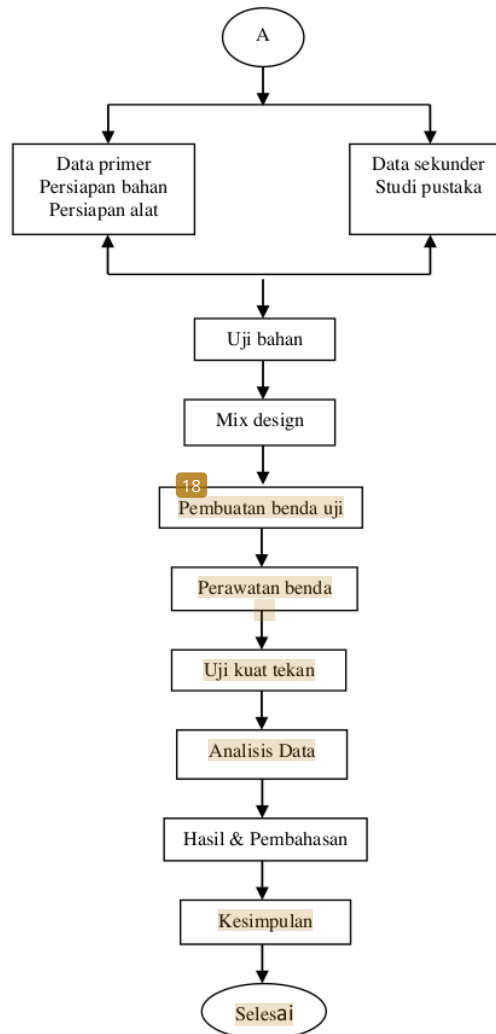 A
Data primer
Persiapan bahan
Persiapan alat
Data sekunder
Studi pustaka
Uji bahan
Mix design
18
Pembuatan benda uji
Perawatan benda
Uji kuat tekan
Analisis Data
Hasil & Pembahasan
Kesimpulan
Selesai